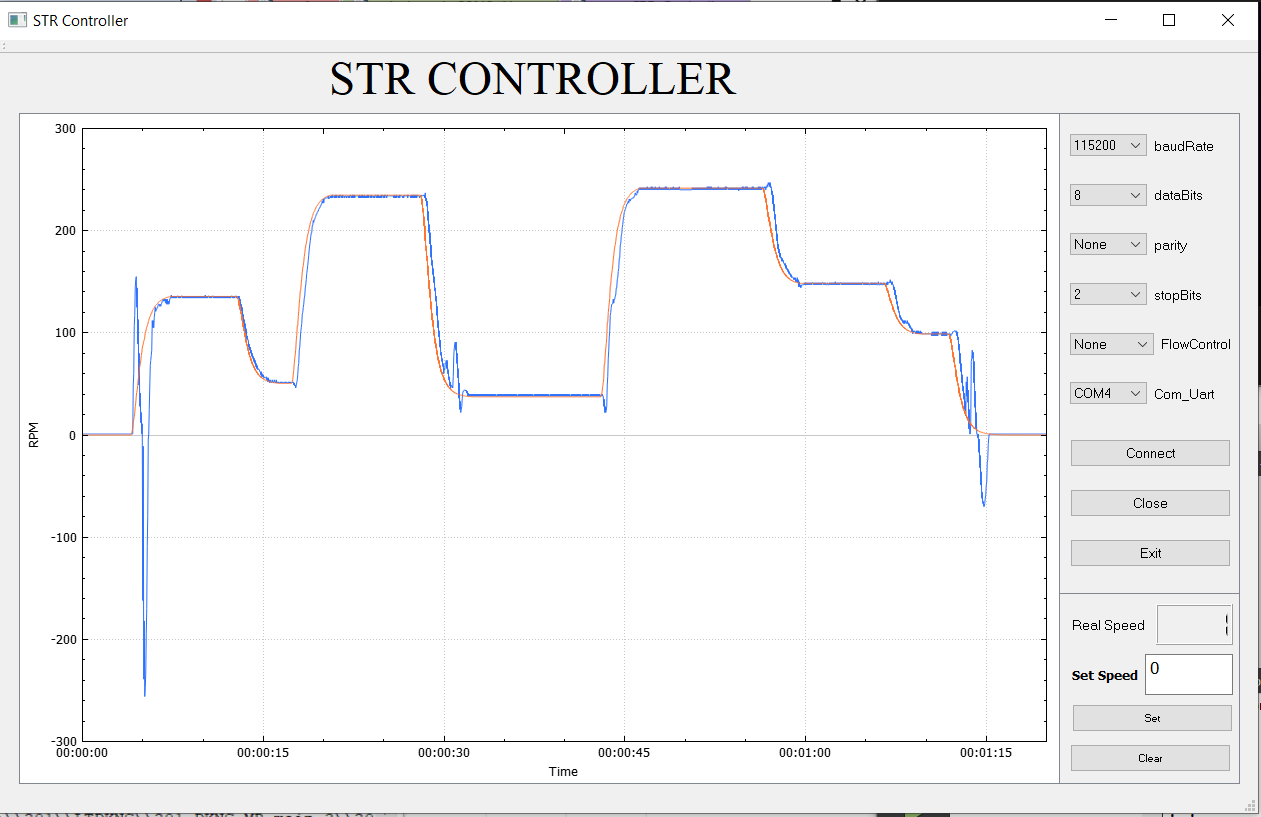 STR Controller
STR CONTROLLER
300
200
100
0
-100
-200
-300
RPM
00:00:00
00:00:15
00:00:30
00:00:45
00:01:00
00:01:15
Time
115200 baudRate
8 dataBits
None parity
2 stopBits
None FlowControl
COM4 Com_Uart
Connect
Close
Exit
Real Speed
Set Speed 0
Set
Clear